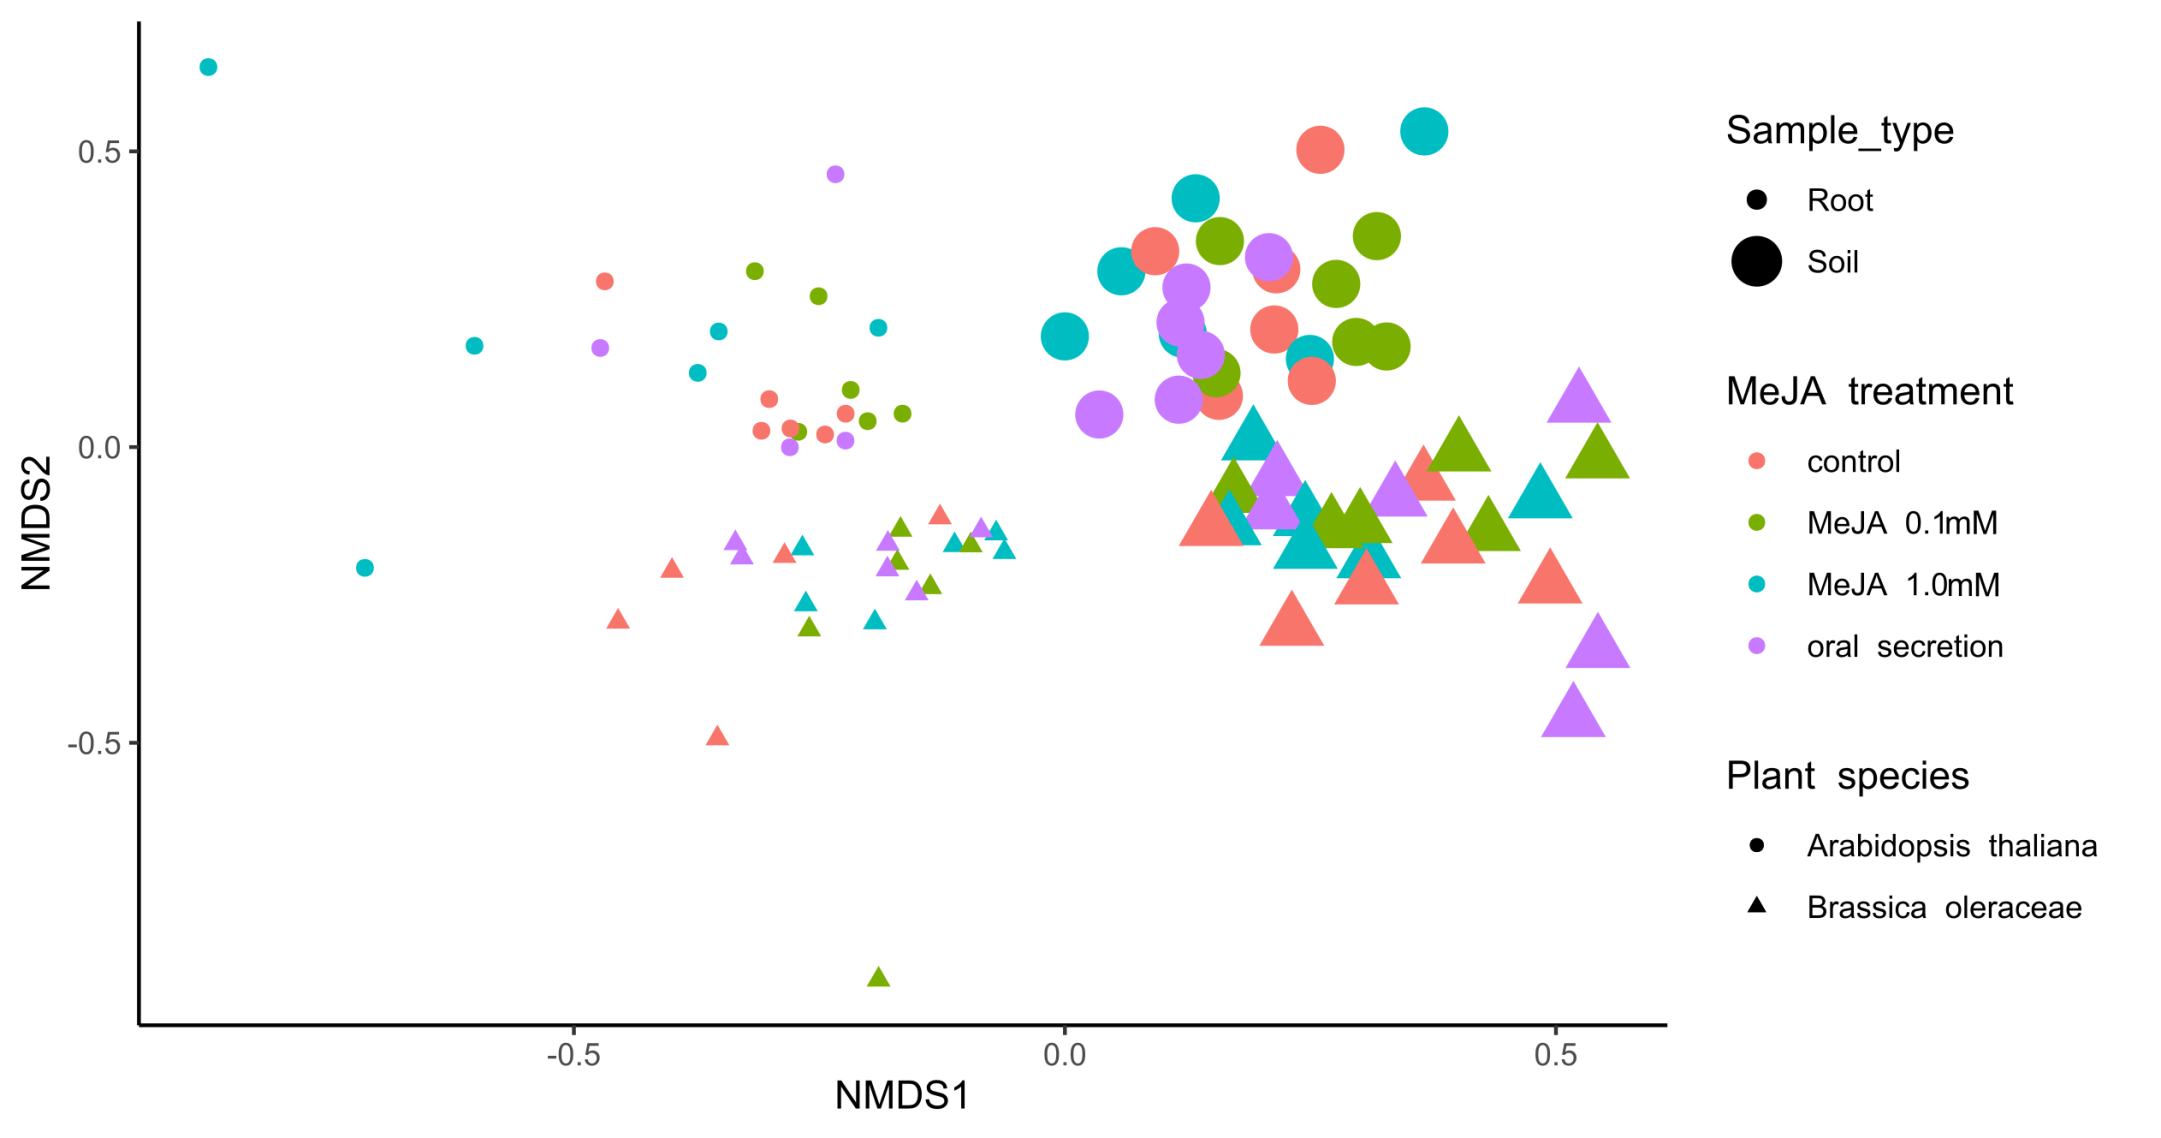 NMDS2
0.5
0.0
-0.5
-0.5
0.0
0.5
NMDS1
Sample_type
Root
Soil
MeJA treatment
control
MeJA 0.1mM
MeJA 1.0mM
oral secretion
Plant species
Arabidopsis thaliana
Brassica oleraceae